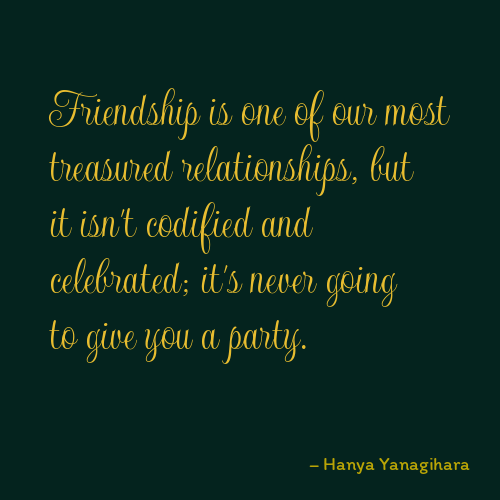 Friendship is one of our most
treasured relationships, but
it isn't codified and
celebrated; it's never going
to give you a party.
– Hanya Yanagihara